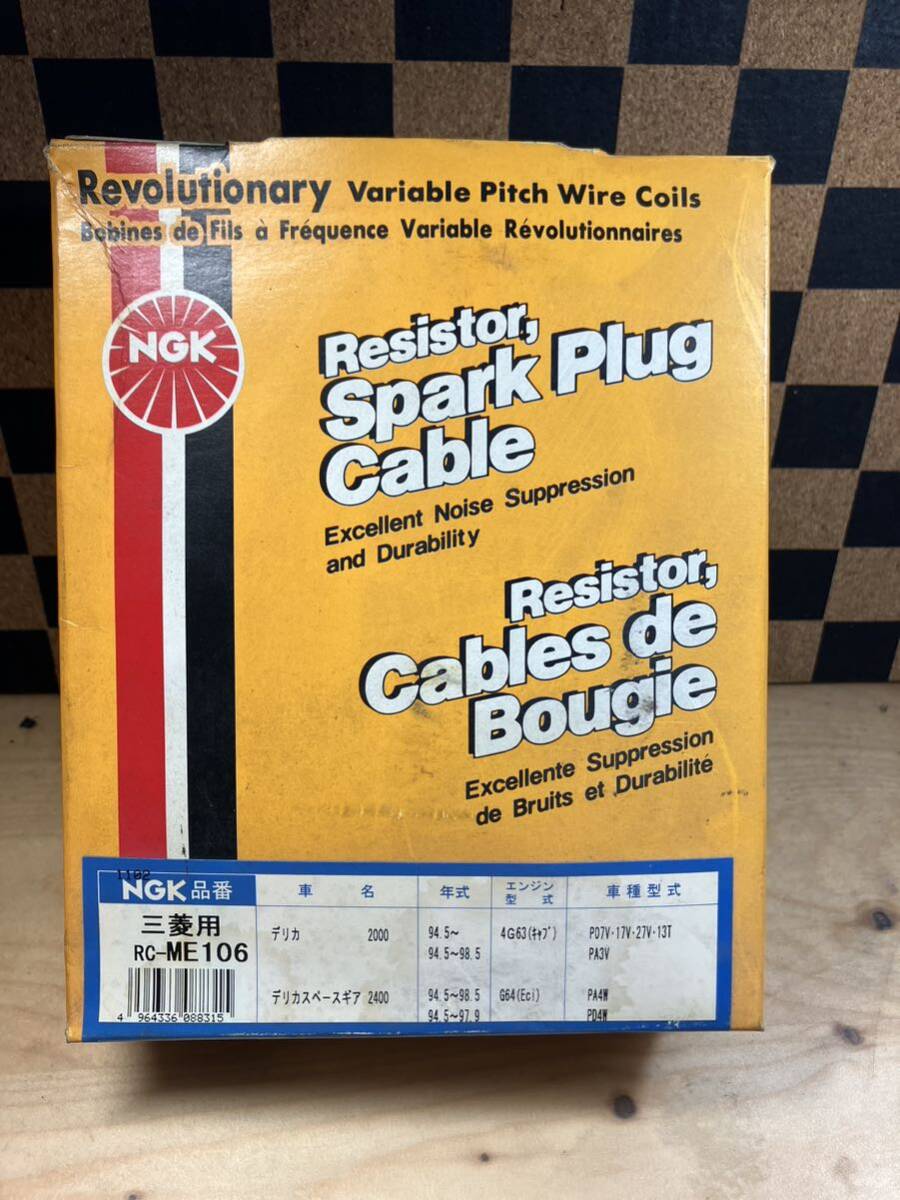 Revolutionary Variable Pitch Wire Coils
Bobines de Fils à Fréquence Variable Révolutionnaires
NGK
Resistor,
Spark Plug
Cable
Excellent Noise Suppression
and Durability
Resistor,
Cables de
Bougie
Excellente Suppression
de Bruits et Durabilité
1102
NGK品番 車名 年式 エンジン型式 車種型式
三菱用
RC-ME106
デリカ 2000 94.5～ 4G63(ｷｬﾌﾞ) PD7V・17V・27V・13T
94.5～98.5 PA3V
デリカスペースギア 2400 94.5～98.5 G64(Eci) PA4W
94.5～97.9 PD4W
4 964336 088315